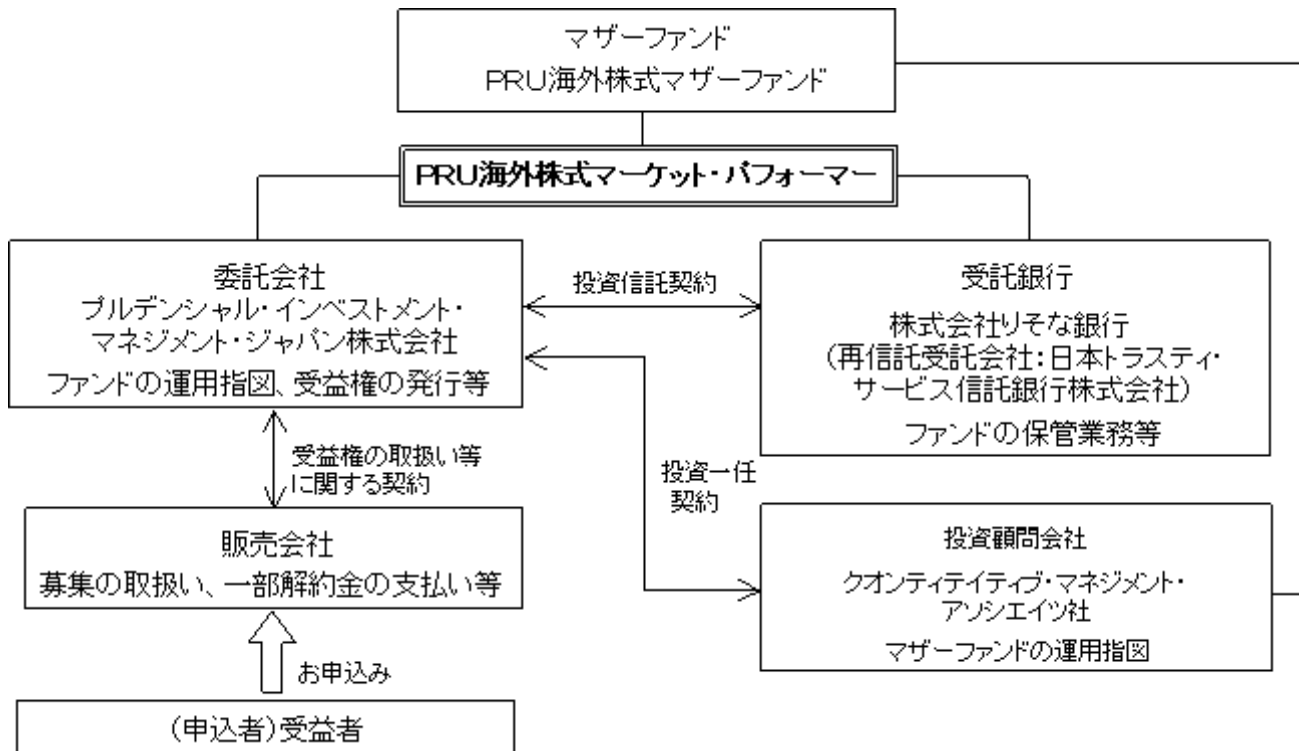 マザーファンド
PRU海外株式マザーファンド
PRU海外株式マーケット・パフォーマー
委託会社
プルデンシャル・インベストメント・
マネジメント・ジャパン株式会社
ファンドの運用指図、受益権の発行等
投資信託契約
受託銀行
株式会社りそな銀行
(再信託受託会社:日本トラスティ・
サービス信託銀行株式会社)
ファンドの保管業務等
受益権の取扱い等
に関する契約
投資一任
契約
販売会社
募集の取扱い、一部解約金の支払い等
投資顧問会社
クオンティテイティブ・マネジメント・
アソシエイツ社
マザーファンドの運用指図
お申込み
(申込者)受益者